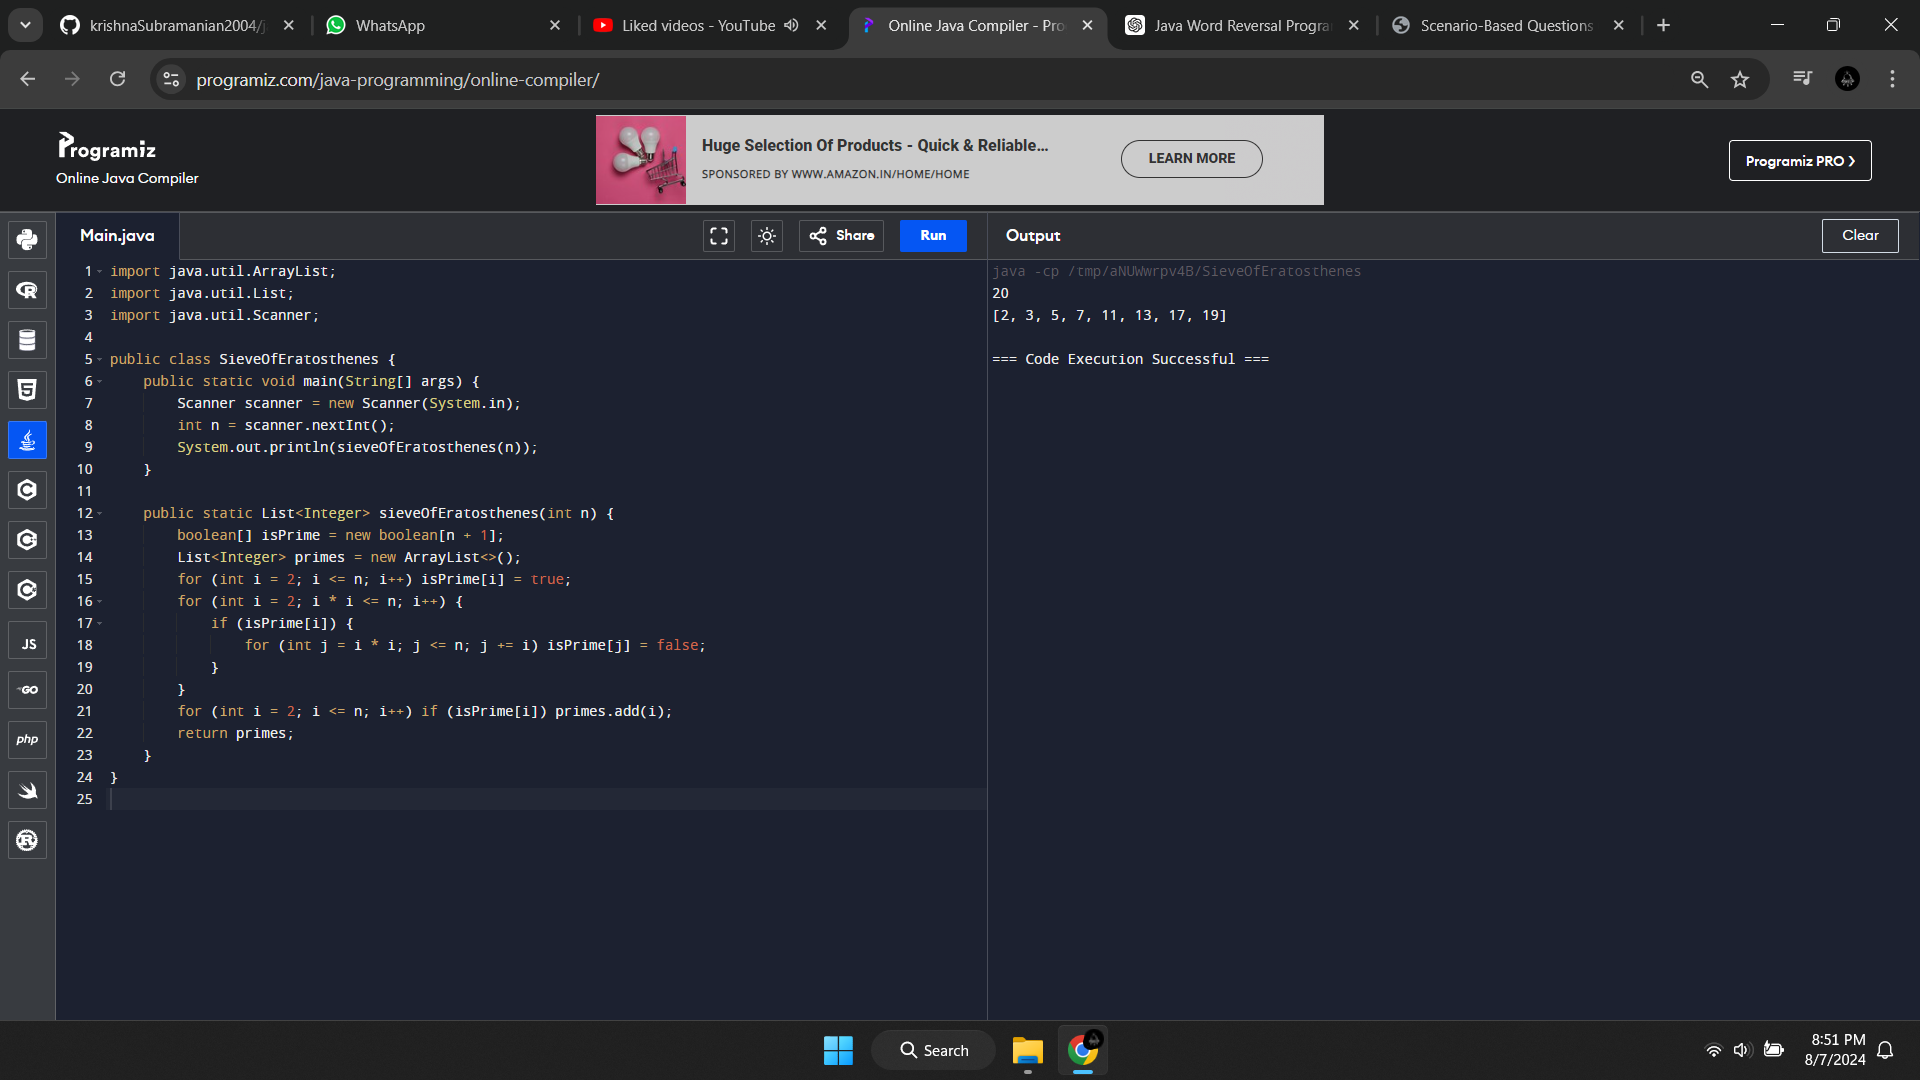 krishnaSubramanian2004/j
WhatsApp
Liked videos - YouTube
Online Java Compiler - Pro
Java Word Reversal Progra
Scenario-Based Questions
programiz.com/java-programming/online-compiler/
Programiz
Online Java Compiler
Huge Selection Of Products - Quick & Reliable...
SPONSORED BY WWW.AMAZON.IN/HOME/HOME
LEARN MORE
Programiz PRO >
Main.java
Share
Run
Output
Clear
1 import java.util.ArrayList;
2 import java.util.List;
3 import java.util.Scanner;
4
5 public class SieveOfEratosthenes {
6     public static void main(String[] args) {
7         Scanner scanner = new Scanner(System.in);
8         int n = scanner.nextInt();
9         System.out.println(sieveOfEratosthenes(n));
10     }
11
12     public static List<Integer> sieveOfEratosthenes(int n) {
13         boolean[] isPrime = new boolean[n + 1];
14         List<Integer> primes = new ArrayList<>();
15         for (int i = 2; i <= n; i++) isPrime[i] = true;
16         for (int i = 2; i * i <= n; i++) {
17             if (isPrime[i]) {
18                 for (int j = i * i; j <= n; j += i) isPrime[j] = false;
19             }
20         }
21         for (int i = 2; i <= n; i++) if (isPrime[i]) primes.add(i);
22         return primes;
23     }
24 }
25
java -cp /tmp/aNUWwrpv4B/SieveOfEratosthenes
20
[2, 3, 5, 7, 11, 13, 17, 19]
=== Code Execution Successful ===
JS
GO
php
Search
8:51 PM
8/7/2024